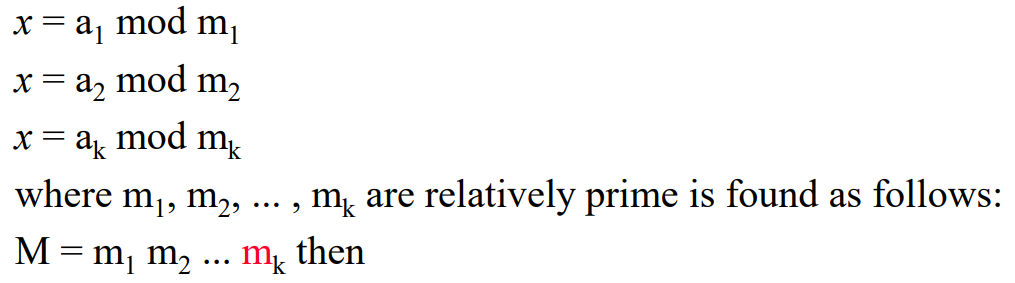 x = a₁ mod m₁
x = a₂ mod m₂
x = aₖ mod mₖ
where m₁, m₂, ... , mₖ are relatively prime is found as follows:
M = m₁ m₂ ... mₖ then